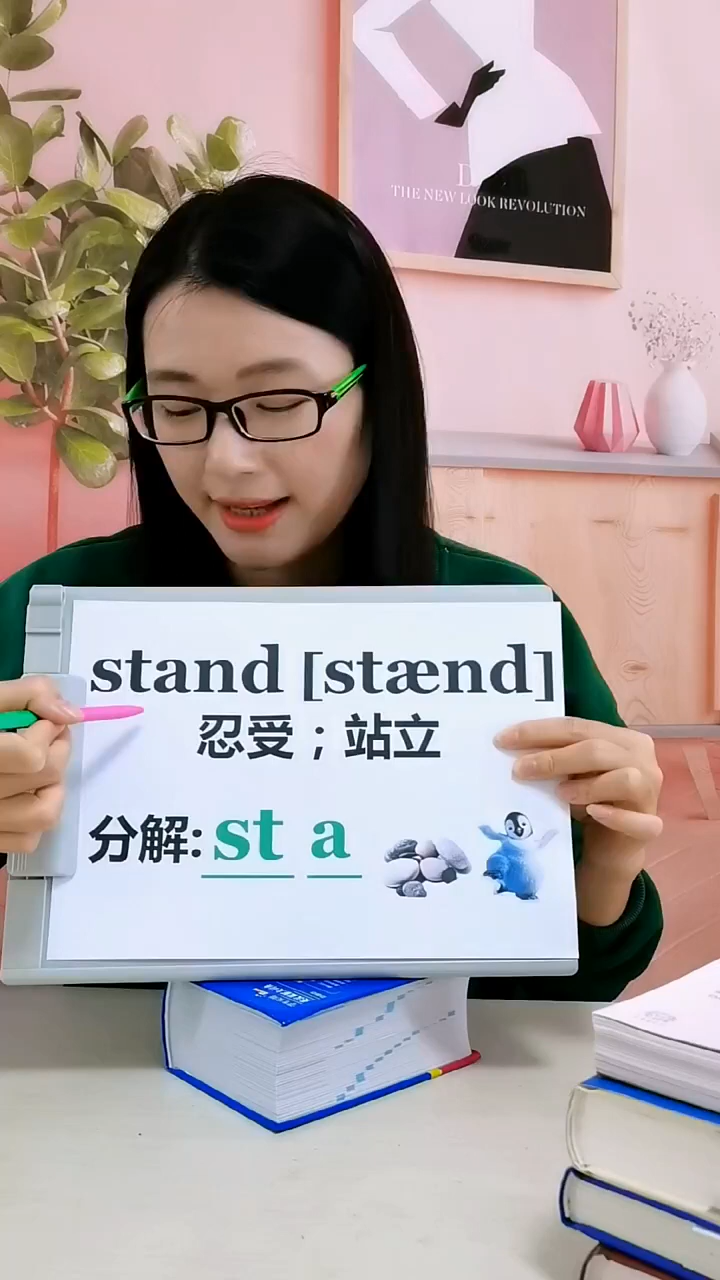 D
THE NEW LOOK REVOLUTION
stand [stænd]
忍受；站立
分解: st a